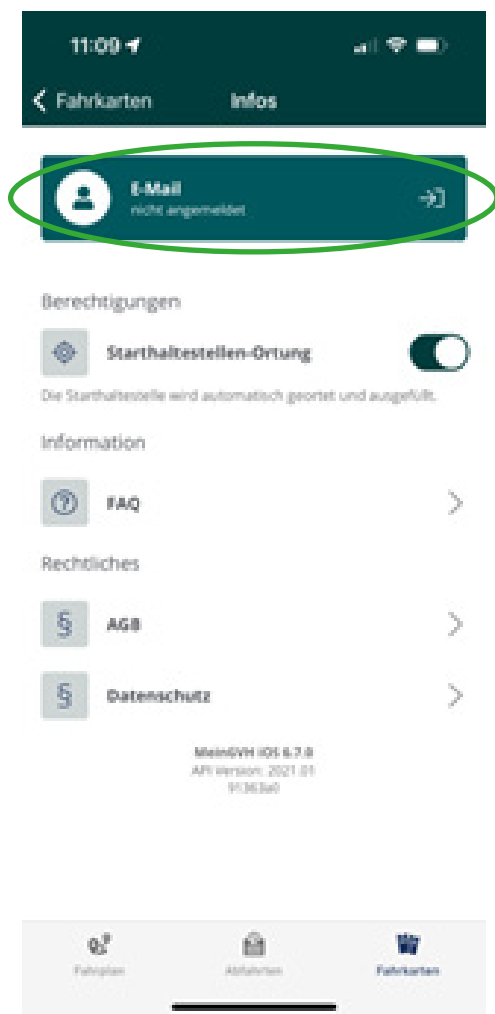 11:09
Fahrkarten
Infos
E-Mail
nicht angemeldet
Berechtigungen
Starthaltestellen-Ortung
Die Starthaltestelle wird automatisch geortet und ausgefüllt.
Information
FAQ
Rechtliches
§ AGB
§ Datenschutz
MeinGVH iOS 6.7.0
API Version: 2021.01
91363a0
Fahrplan
Abfahrten
Fahrkarten